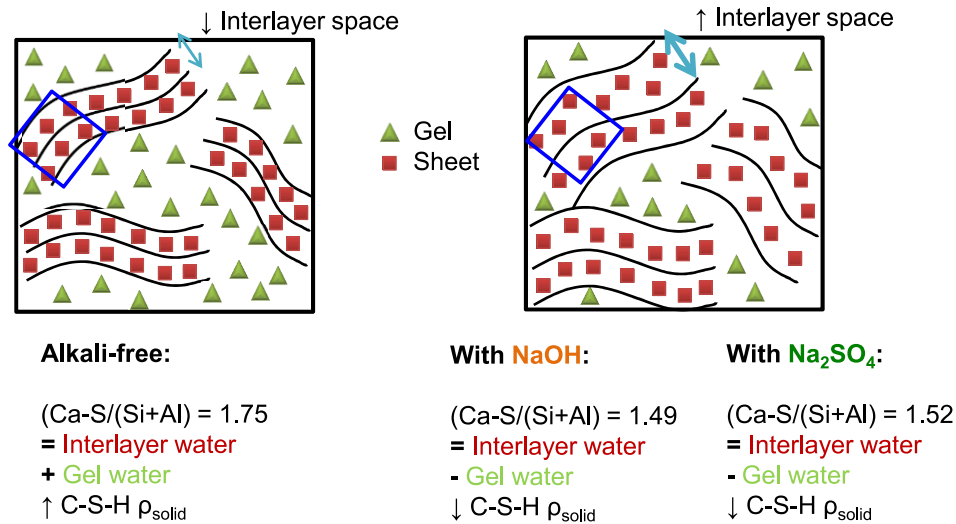 ↓ Interlayer space
↑ Interlayer space
Gel
Sheet
Alkali-free:
(Ca-S/(Si+Al) = 1.75
= Interlayer water
+ Gel water
↑ C-S-H ρsolid
With NaOH:
(Ca-S/(Si+Al) = 1.49
= Interlayer water
- Gel water
↓ C-S-H ρsolid
With Na₂SO₄:
(Ca-S/(Si+Al) = 1.52
= Interlayer water
- Gel water
↓ C-S-H ρsolid